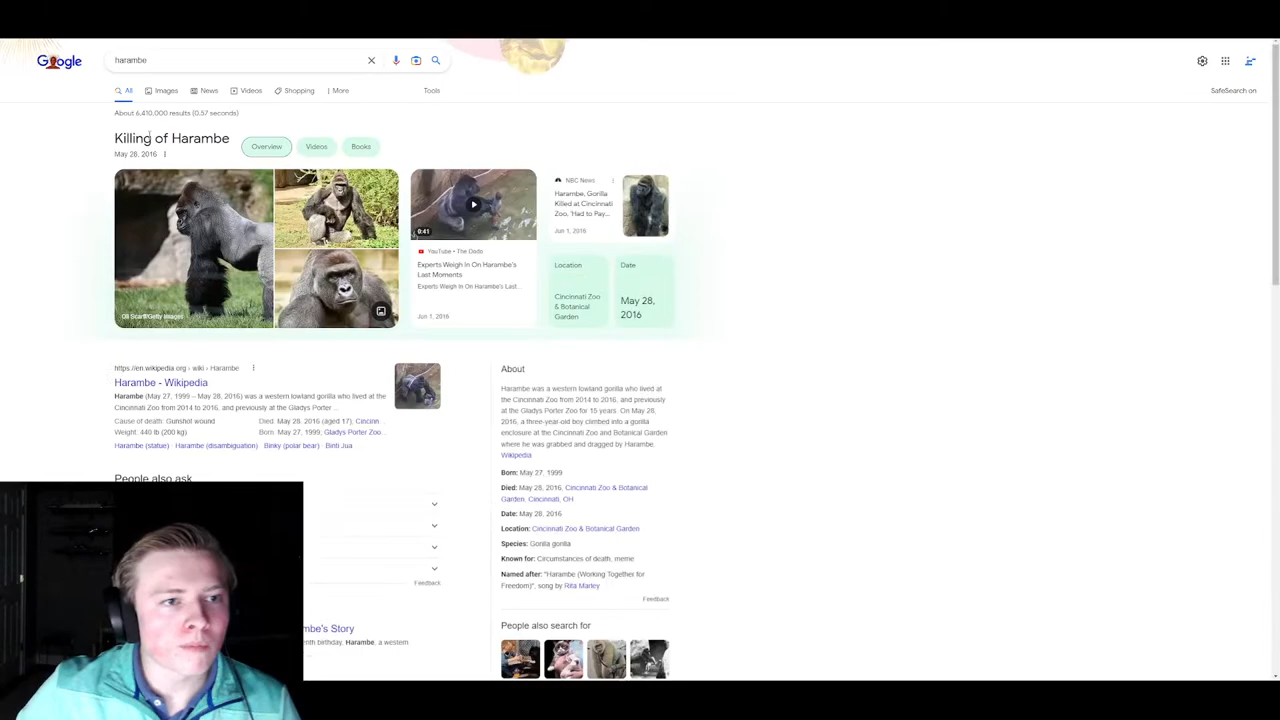 Google
harambe
All
Images
News
Videos
Shopping
More
Tools
SafeSearch on
About 6,410,000 results (0.57 seconds)
Killing of Harambe
May 28, 2016
Overview
Videos
Books
Getty Images
0:41
YouTube • The Dodo
Experts Weigh In On Harambe's
Last Moments
Experts Weigh In On Harambe's Last...
Jun 1, 2016
NBC News
Harambe, Gorilla
Killed at Cincinnati
Zoo, 'Had to Pay...
Jun 1, 2016
Location
Cincinnati Zoo
& Botanical
Garden
Date
May 28,
2016
https://en.wikipedia.org › wiki › Harambe
Harambe - Wikipedia
Harambe (May 27, 1999 – May 28, 2016) was a western lowland gorilla who lived at the
Cincinnati Zoo from 2014 to 2016, and previously at the Gladys Porter ...
Cause of death: Gunshot wound
Died: May 28, 2016 (aged 17), Cincinn...
Weight: 440 lb (200 kg)
Born: May 27, 1999, Gladys Porter Zoo...
Harambe (statue)
Harambe (disambiguation)
Binky (polar bear)
Binti Jua
People also ask
Feedback
mbe's Story
nth birthday, Harambe, a western
About
Harambe was a western lowland gorilla who lived at
the Cincinnati Zoo from 2014 to 2016, and previously
at the Gladys Porter Zoo for 15 years. On May 28,
2016, a three-year-old boy climbed into a gorilla
enclosure at the Cincinnati Zoo and Botanical Garden
where he was grabbed and dragged by Harambe.
Wikipedia
Born: May 27, 1999
Died: May 28, 2016, Cincinnati Zoo & Botanical
Garden, Cincinnati, OH
Date: May 28, 2016
Location: Cincinnati Zoo & Botanical Garden
Species: Gorilla gorilla
Known for: Circumstances of death, meme
Named after: "Harambe (Working Together for
Freedom)", song by Rita Marley
Feedback
People also search for